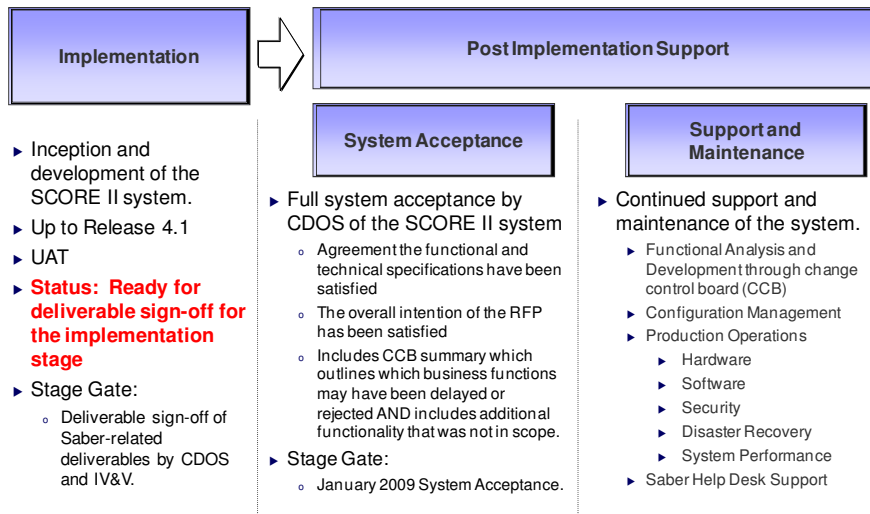 Implementation
Post Implementation Support
▶ Inception and
development of the
SCORE II system.
▶ Up to Release 4.1
▶ UAT
▶ Status: Ready for
deliverable sign-off for
the implementation
stage
▶ Stage Gate:
o Deliverable sign-off of
Saber-related
deliverables by CDOS
and IV&V.
System Acceptance
▶ Full system acceptance by
CDOS of the SCORE II system
o Agreement the functional and
technical specifications have been
satisfied
o The overall intention of the RFP
has been satisfied
o Includes CCB summary which
outlines which business functions
may have been delayed or
rejected AND includes additional
functionality that was not in scope.
▶ Stage Gate:
o January 2009 System Acceptance.
Support and
Maintenance
▶ Continued support and
maintenance of the system.
▶ Functional Analysis and
Development through change
control board (CCB)
▶ Configuration Management
▶ Production Operations
▶ Hardware
▶ Software
▶ Security
▶ Disaster Recovery
▶ System Performance
▶ Saber Help Desk Support